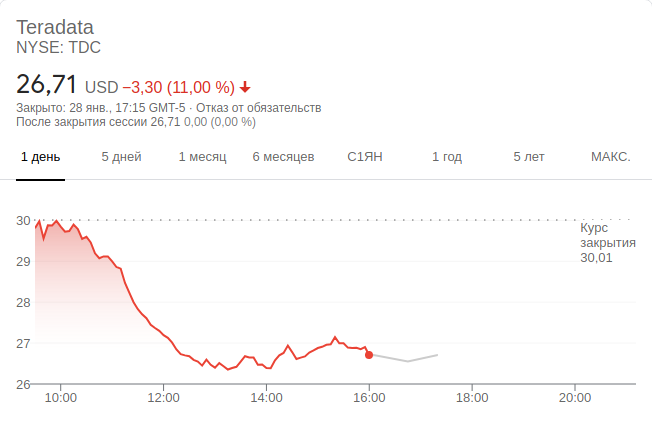 Teradata
NYSE: TDC
26,71 USD −3,30 (11,00 %)
Закрыто: 28 янв., 17:15 GMT-5 · Отказ от обязательств
После закрытия сессии 26,71 0,00 (0,00 %)
1 день 5 дней 1 месяц 6 месяцев С1ЯН 1 год 5 лет МАКС.
30
Курс
закрытия
30,01
29
28
27
26
10:00 12:00 14:00 16:00 18:00 20:00